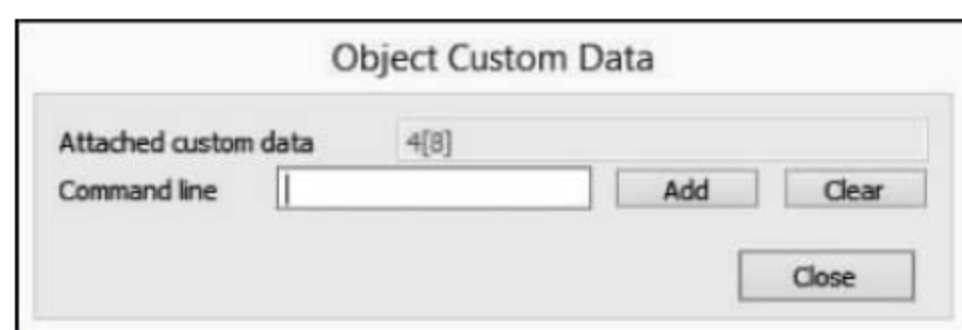 Object Custom Data
Attached custom data 4[8]
Command line Add Clear
Close